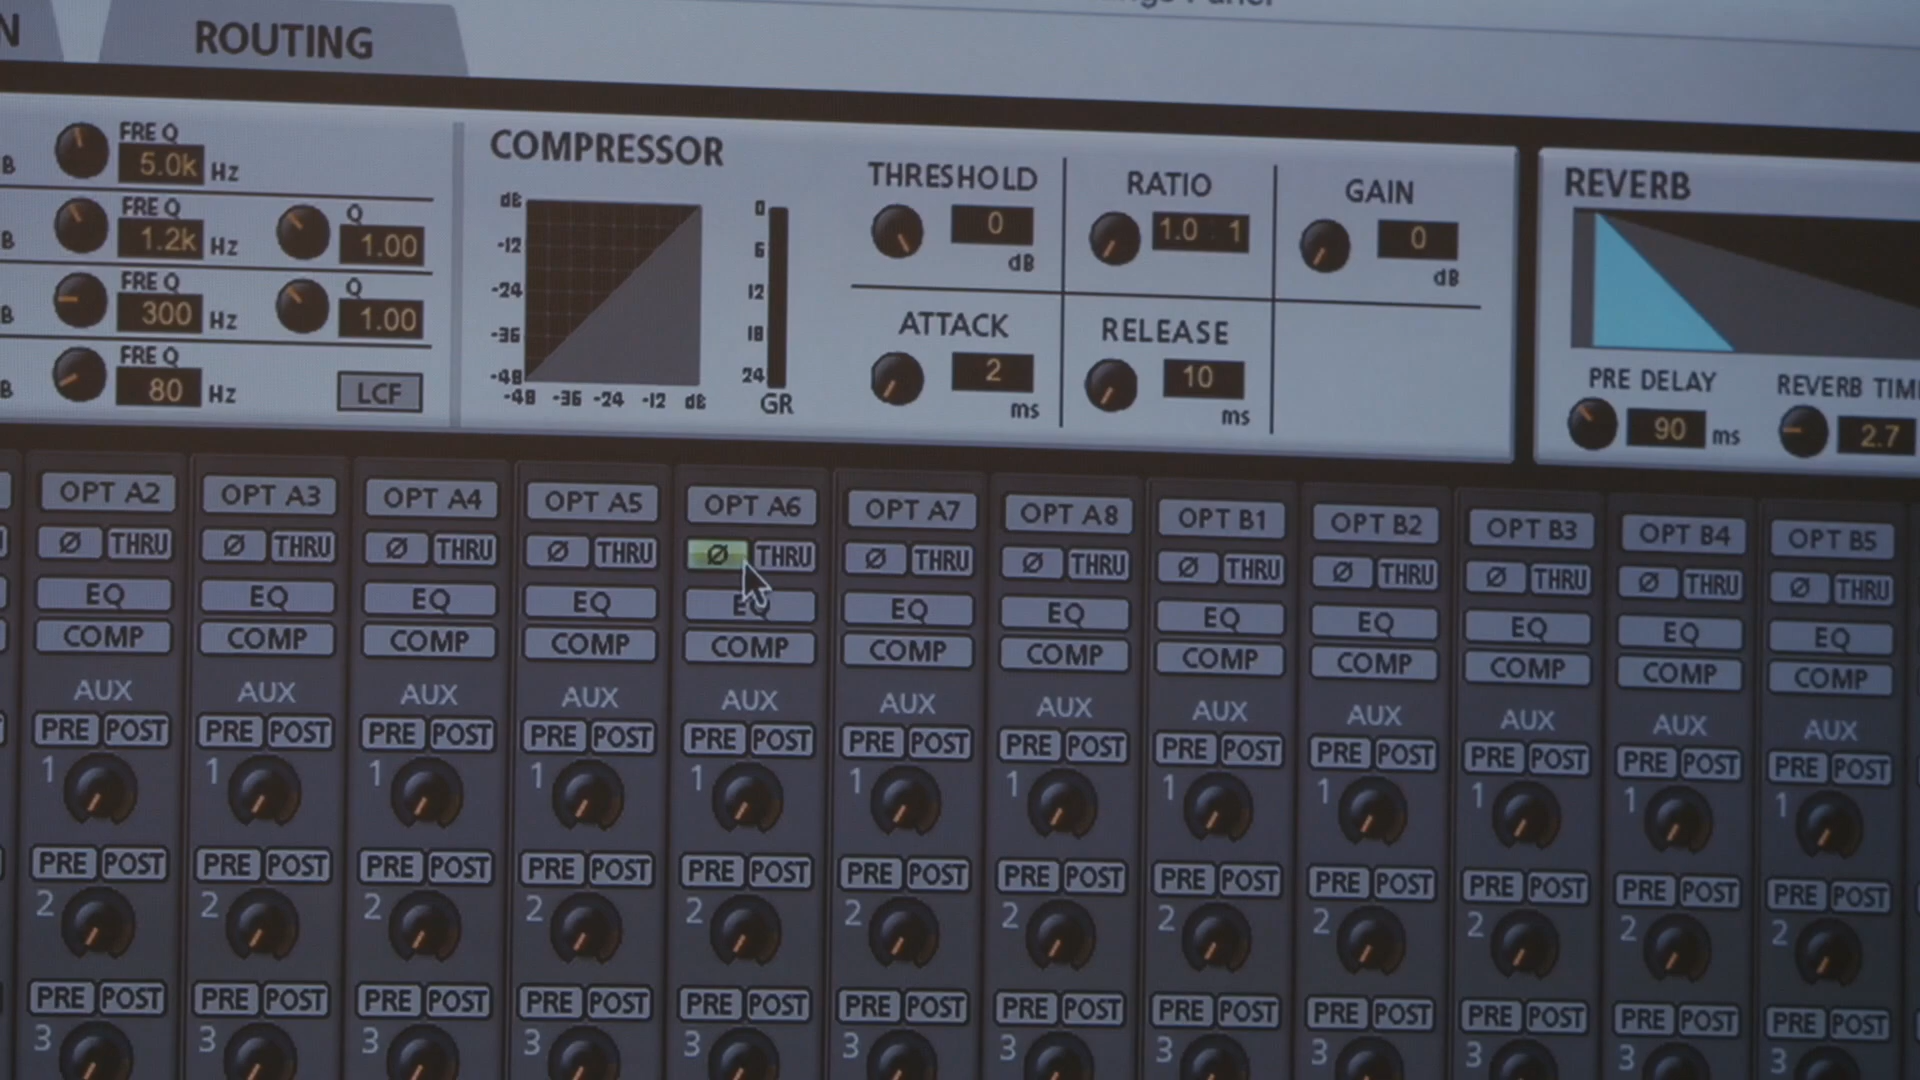 N ROUTING
FREQ
B 5.0k Hz
FREQ Q
B 1.2k Hz 1.00
FREQ Q
B 300 Hz 1.00
FREQ
B 80 Hz LCF
COMPRESSOR
dB 0
-12 6
-24 12
-36 18
-48 24
-48 -36 -24 -12 dB GR
THRESHOLD RATIO GAIN
0 dB 1.0 : 1 0 dB
ATTACK RELEASE
2 ms 10 ms
REVERB
PRE DELAY REVERB TIM
90 ms 2.7
OPT A2 OPT A3 OPT A4 OPT A5 OPT A6 OPT A7 OPT A8 OPT B1 OPT B2 OPT B3 OPT B4 OPT B5
Ø THRU Ø THRU Ø THRU Ø THRU Ø THRU Ø THRU Ø THRU Ø THRU Ø THRU Ø THRU Ø THRU Ø THRU
EQ EQ EQ EQ EQ EQ EQ EQ EQ EQ EQ EQ
COMP COMP COMP COMP COMP COMP COMP COMP COMP COMP COMP COMP
AUX AUX AUX AUX AUX AUX AUX AUX AUX AUX AUX AUX
PRE POST PRE POST PRE POST PRE POST PRE POST PRE POST PRE POST PRE POST PRE POST PRE POST PRE POST PRE POST
1 1 1 1 1 1 1 1 1 1 1 1
PRE POST PRE POST PRE POST PRE POST PRE POST PRE POST PRE POST PRE POST PRE POST PRE POST PRE POST PRE POST
2 2 2 2 2 2 2 2 2 2 2 2
PRE POST PRE POST PRE POST PRE POST PRE POST PRE POST PRE POST PRE POST PRE POST PRE POST PRE POST PRE POST
3 3 3 3 3 3 3 3 3 3 3 3